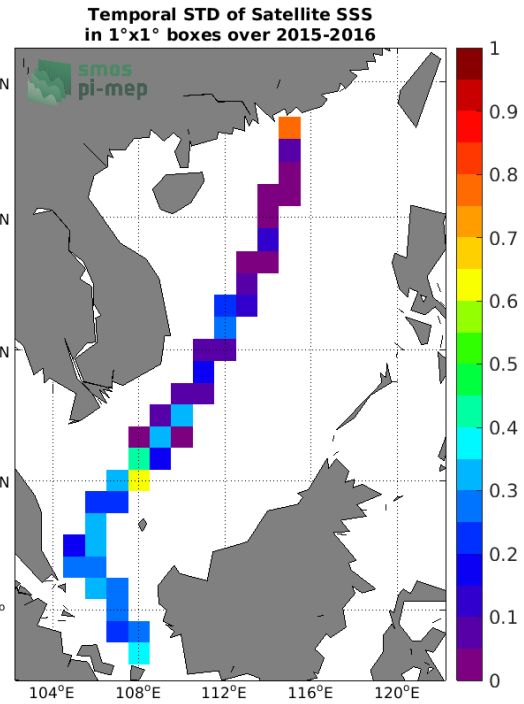 Temporal STD of Satellite SSS
in 1°x1° boxes over 2015-2016
smos
pi-mep
N
N
N
N
°
104°E 108°E 112°E 116°E 120°E
1
0.9
0.8
0.7
0.6
0.5
0.4
0.3
0.2
0.1
0